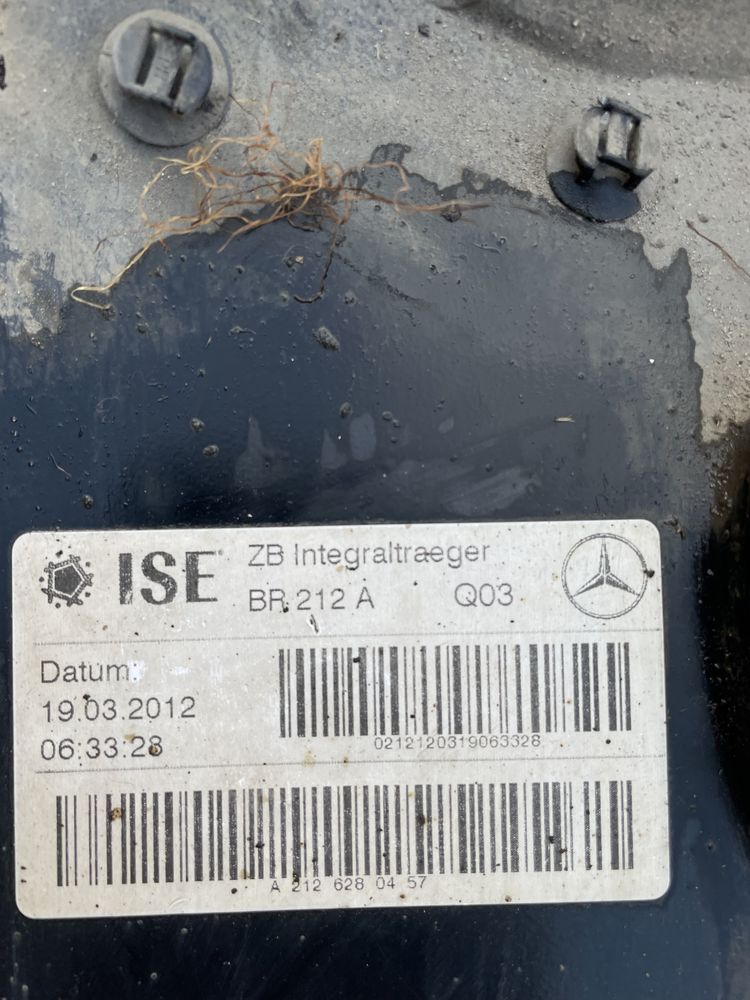 ISE ZB Integraltraeger
BR 212 A Q03
Datum:
19.03.2012
06:33:28
0212120319063328
A 212 628 04 57